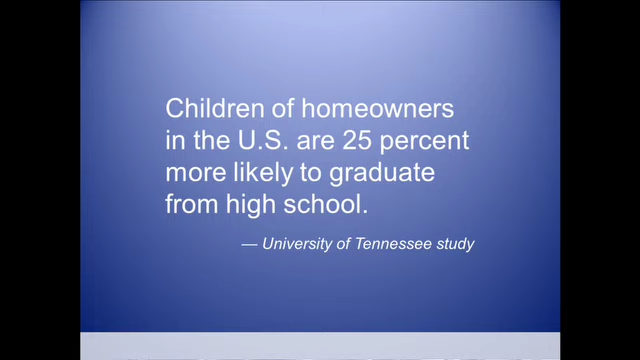 Children of homeowners
in the U.S. are 25 percent
more likely to graduate
from high school.
— University of Tennessee study